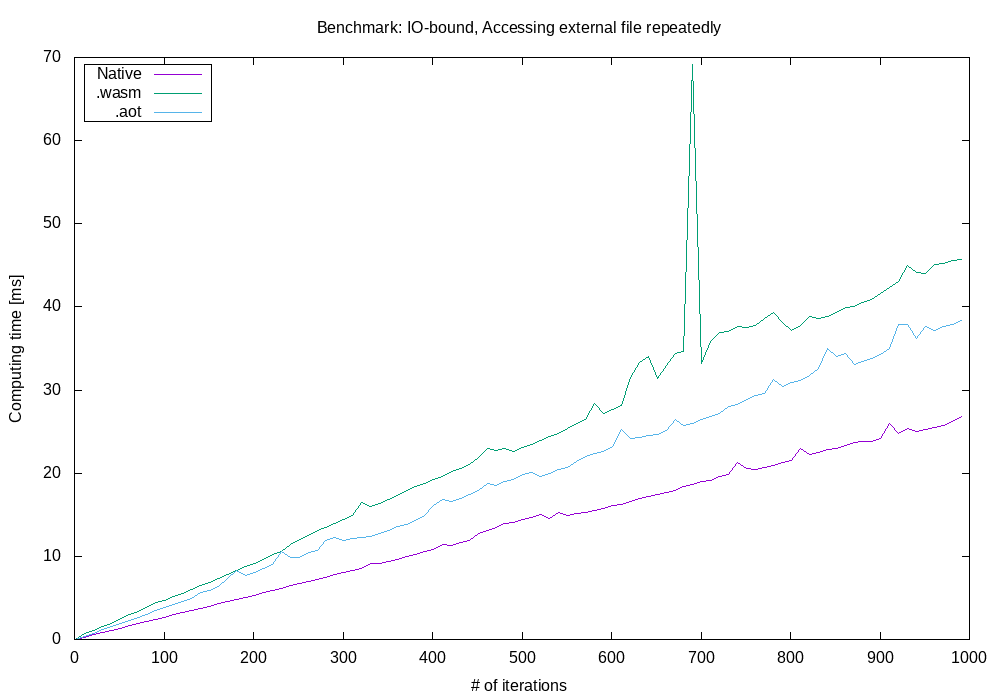 Benchmark: IO-bound, Accessing external file repeatedly
Native
.wasm
.aot
Computing time [ms]
70
60
50
40
30
20
10
0
0 100 200 300 400 500 600 700 800 900 1000
# of iterations